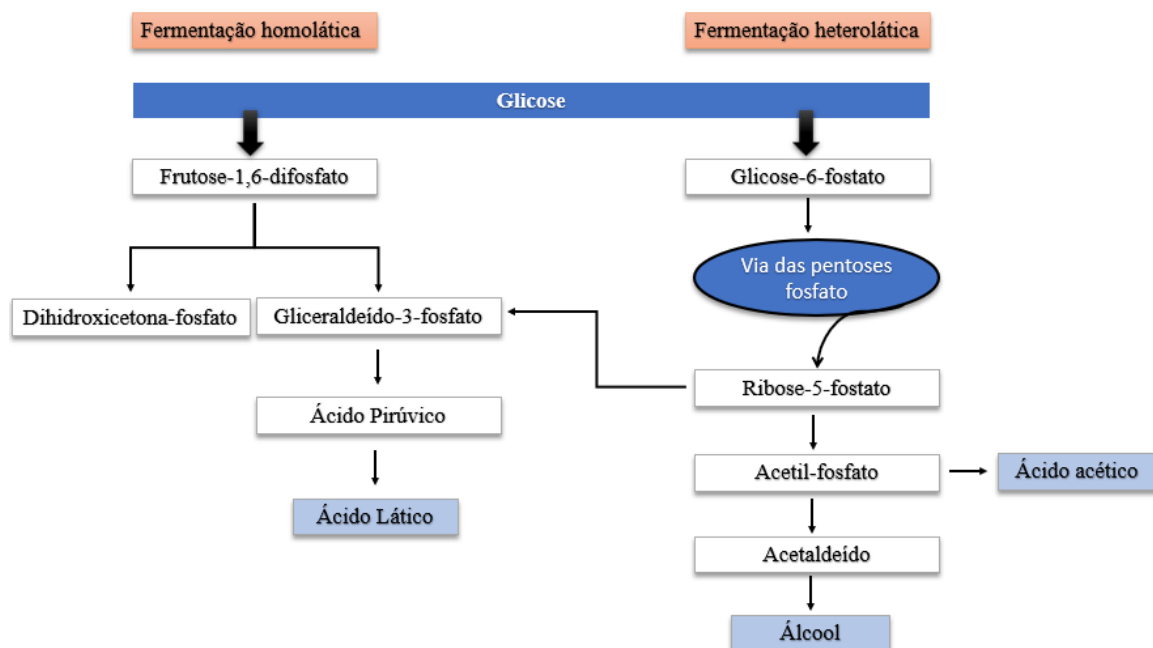 Fermentação homolática
Fermentação heterolática
Glicose
Frutose-1,6-difosfato
Glicose-6-fostato
Via das pentoses
fosfato
Dihidroxicetona-fosfato
Gliceraldeído-3-fosfato
Ribose-5-fostato
Ácido Pirúvico
Acetil-fosfato
Ácido acético
Ácido Lático
Acetaldeído
Álcool